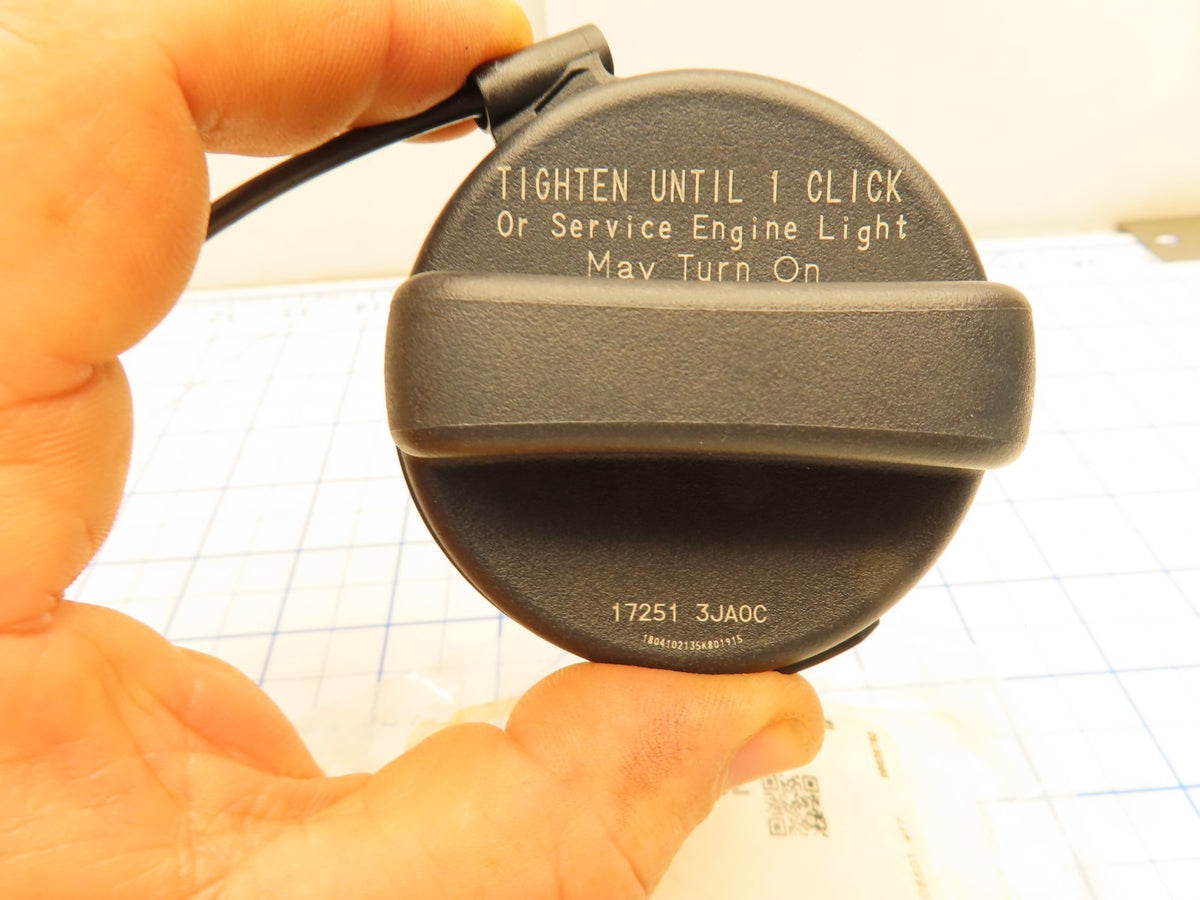 TIGHTEN UNTIL 1 CLICK
Or Service Engine Light
May Turn On
17251 3JA0C
1804102135K801915